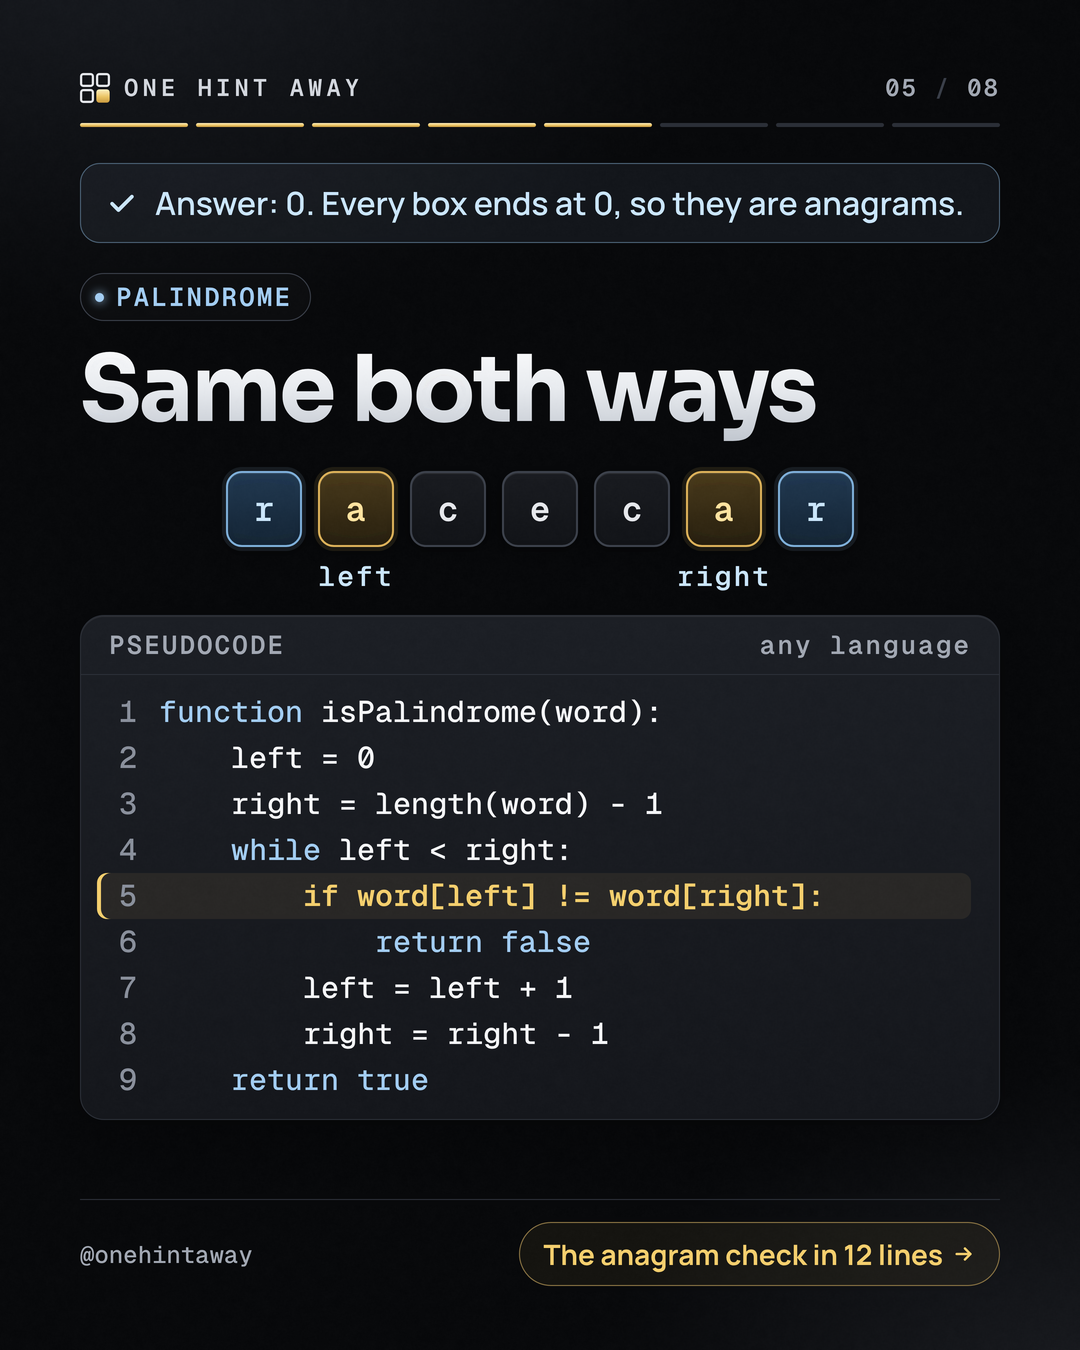 ONE HINT AWAY
05 / 08
✓ Answer: 0. Every box ends at 0, so they are anagrams.
PALINDROME
Same both ways
r a c e c a r
left right
PSEUDOCODE any language
1 function isPalindrome(word):
2     left = 0
3     right = length(word) - 1
4     while left < right:
5         if word[left] != word[right]:
6             return false
7         left = left + 1
8         right = right - 1
9     return true
@onehintaway
The anagram check in 12 lines →